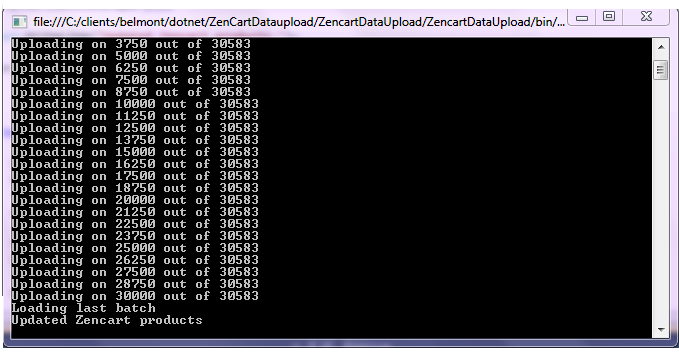 file:///C:/clients/belmont/dotnet/ZenCartDataupload/ZencartDataUpload/ZencartDataUpload/bin/...
Uploading on 3750 out of 30583
Uploading on 5000 out of 30583
Uploading on 6250 out of 30583
Uploading on 7500 out of 30583
Uploading on 8750 out of 30583
Uploading on 10000 out of 30583
Uploading on 11250 out of 30583
Uploading on 12500 out of 30583
Uploading on 13750 out of 30583
Uploading on 15000 out of 30583
Uploading on 16250 out of 30583
Uploading on 17500 out of 30583
Uploading on 18750 out of 30583
Uploading on 20000 out of 30583
Uploading on 21250 out of 30583
Uploading on 22500 out of 30583
Uploading on 23750 out of 30583
Uploading on 25000 out of 30583
Uploading on 26250 out of 30583
Uploading on 27500 out of 30583
Uploading on 28750 out of 30583
Uploading on 30000 out of 30583
Loading last batch
Updated Zencart products